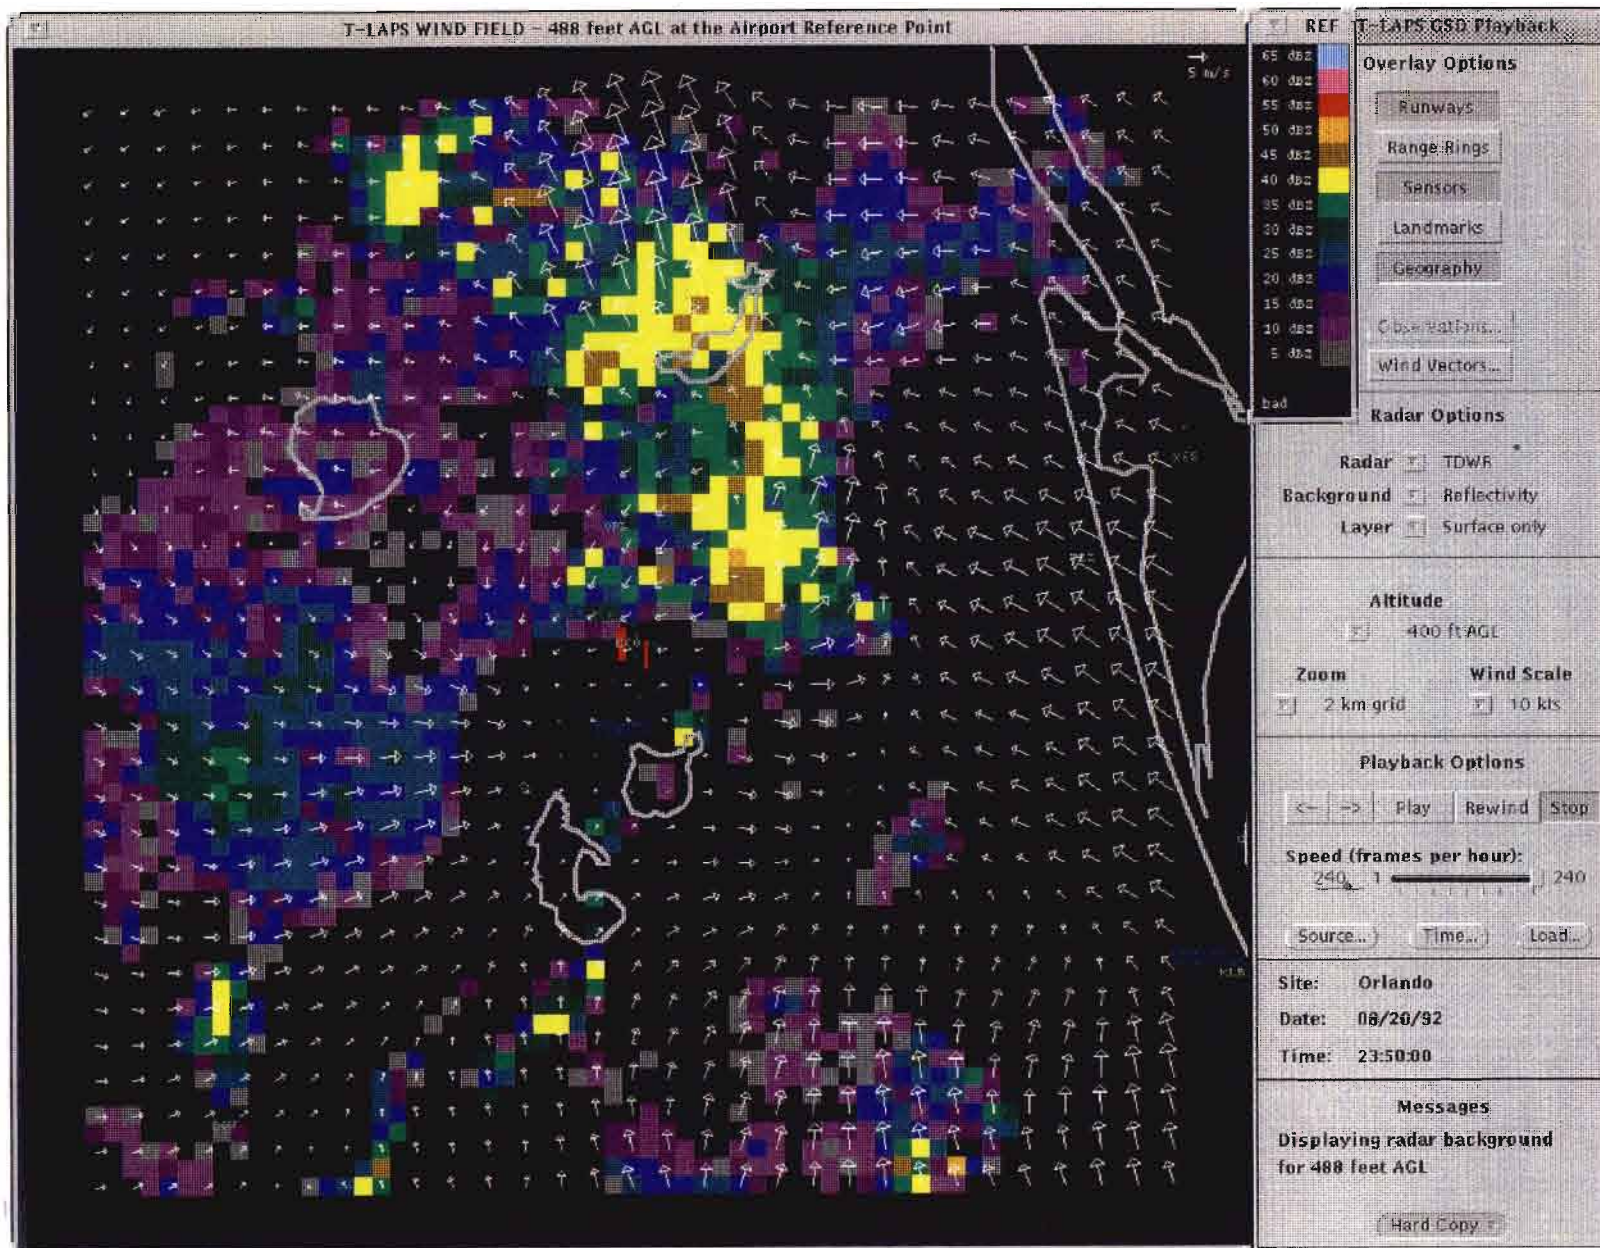 T-LAPS WIND FIELD - 488 feet AGL at the Airport Reference Point
5 m/s
REF
65 dBZ
60 dBZ
55 dBZ
50 dBZ
45 dBZ
40 dBZ
35 dBZ
30 dBZ
25 dBZ
20 dBZ
15 dBZ
10 dBZ
5 dBZ
bad
T-LAPS GSD Playback
Overlay Options
Runways
Range Rings
Sensors
Landmarks
Geography
Observations...
Wind Vectors...
Radar Options
Radar TDWR
Background Reflectivity
Layer Surface only
Altitude
400 ft AGL
Zoom Wind Scale
2 km grid 10 kts
Playback Options
<- -> Play Rewind Stop
Speed (frames per hour):
240 1 240
Source... Time... Load...
Site: Orlando
Date: 08/20/92
Time: 23:50:00
Messages
Displaying radar background
for 488 feet AGL
Hard Copy